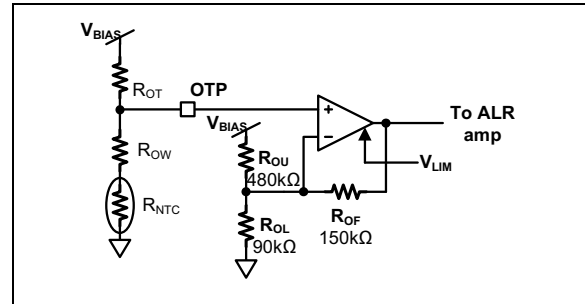 VBIAS
ROT
OTP
To ALR
amp
VBIAS
ROW
ROU
480kΩ
VLIM
RNTC
ROL
90kΩ
ROF
150kΩ
+
−